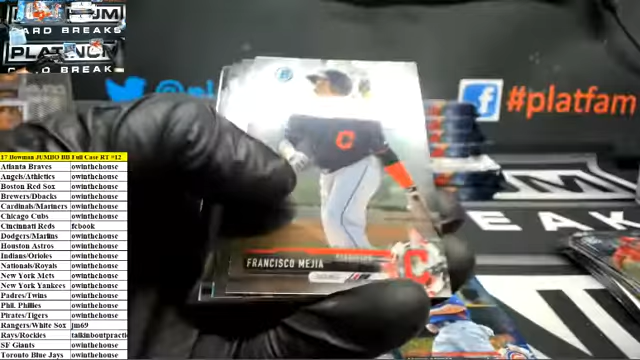 CARD BREAKS
PLATINUM
CARD BREAKS
#platfam
BREAK
FRANCISCO MEJIA
C
17 Bowman JUMBO BB Full Case RT #12
Atlanta Braves owinthehouse
Angels/Athletics owinthehouse
Boston Red Sox owinthehouse
Brewers/Dbacks owinthehouse
Cardinals/Mariners owinthehouse
Chicago Cubs owinthehouse
Cincinnati Reds fcbook
Dodgers/Marlins owinthehouse
Houston Astros owinthehouse
Indians/Orioles owinthehouse
Nationals/Royals owinthehouse
New York Mets owinthehouse
New York Yankees owinthehouse
Padres/Twins owinthehouse
Phil. Phillies owinthehouse
Pirates/Tigers owinthehouse
Rangers/White Sox jm69
Rays/Rockies talkinboutpracti
SF Giants owinthehouse
Toronto Blue Jays owinthehouse